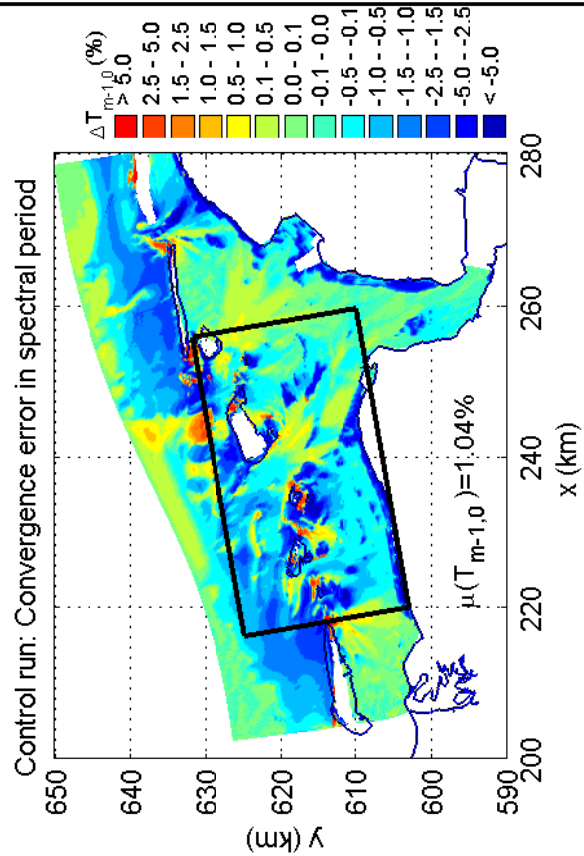 Control run: Convergence error in spectral period
△T m-1,0 (%)
> 5.0
2.5 - 5.0
1.5 - 2.5
1.0 - 1.5
0.5 - 1.0
0.1 - 0.5
0.0 - 0.1
-0.1 - 0.0
-0.5 - -0.1
-1.0 - -0.5
-1.5 - -1.0
-2.5 - -1.5
-5.0 - -2.5
< -5.0
650
640
630
620
610
600
590
y (km)
μ(T m-1,0 )=1.04%
200
220
240
260
280
x (km)